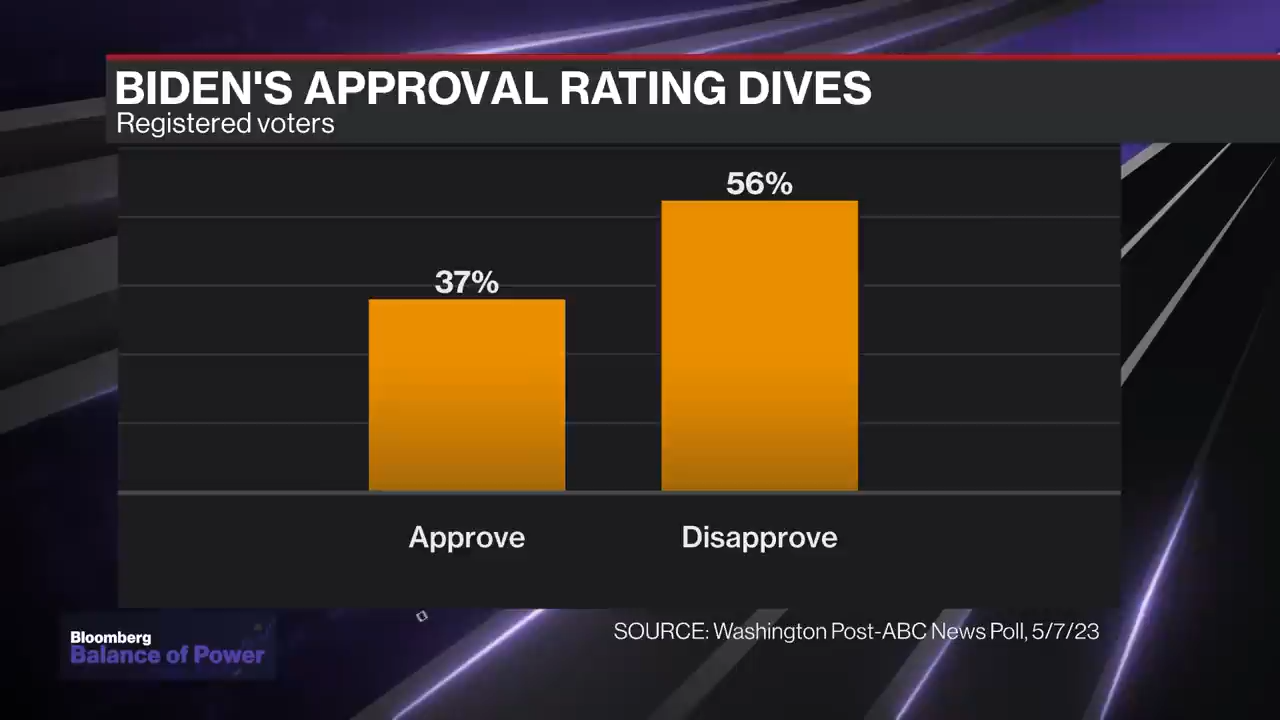 BIDEN'S APPROVAL RATING DIVES
Registered voters
56%
37%
Approve
Disapprove
SOURCE: Washington Post-ABC News Poll, 5/7/23
Bloomberg
Balance of Power